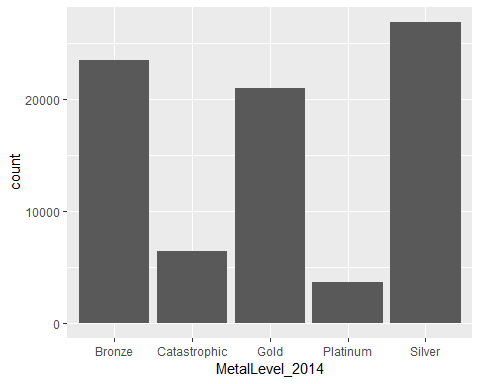 count
20000
10000
0
Bronze Catastrophic Gold Platinum Silver
MetalLevel_2014